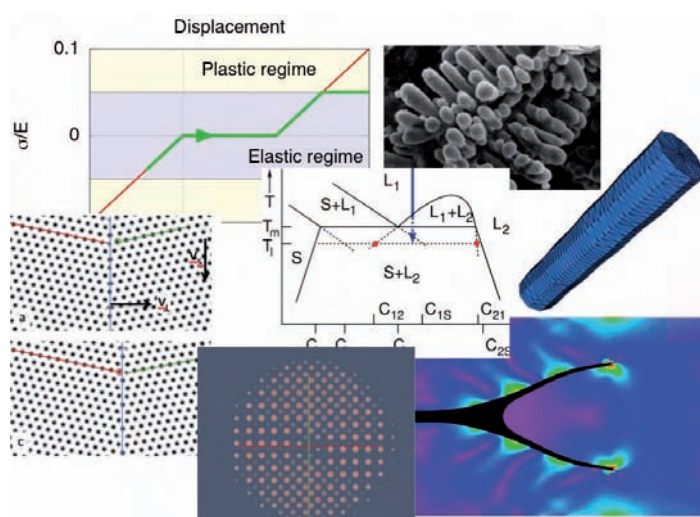 Displacement
0.1
Plastic regime
σ/E
0
Elastic regime
T
L₁
S+L₁
L₁+L₂
L₂
Tₘ
Tₗ
S
S+L₂
C₁₂
C₁S
C₂₁
C₂S
a
c